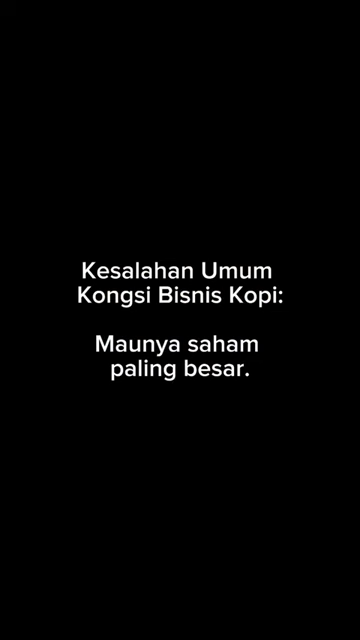 Kesalahan Umum
Kongsi Bisnis Kopi:
Maunya saham
paling besar.